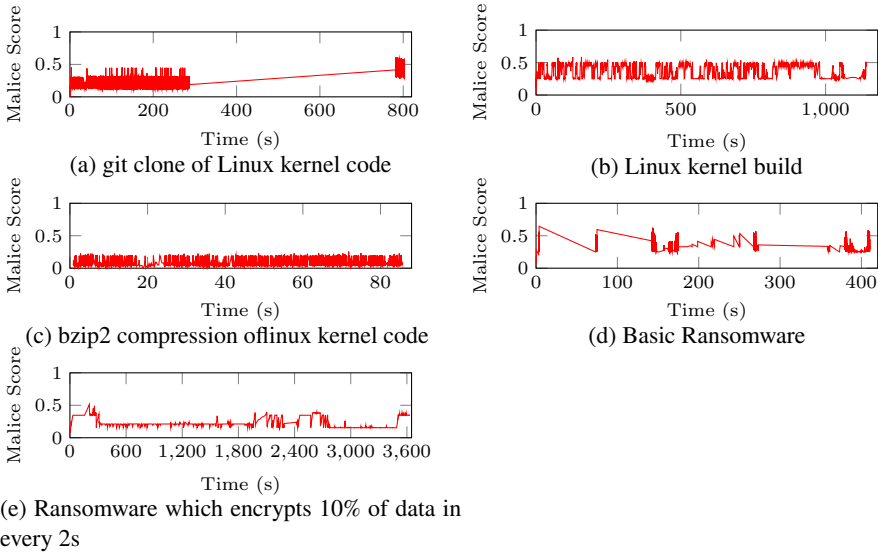 Malice Score
1
0.5
0
0 200 400 600 800
Time (s)
(a) git clone of Linux kernel code
Malice Score
1
0.5
0
0 500 1,000
Time (s)
(b) Linux kernel build
Malice Score
1
0.5
0
0 20 40 60 80
Time (s)
(c) bzip2 compression oflinux kernel code
Malice Score
1
0.5
0
0 100 200 300 400
Time (s)
(d) Basic Ransomware
Malice Score
1
0.5
0
0 600 1,200 1,800 2,400 3,000 3,600
Time (s)
(e) Ransomware which encrypts 10% of data in
every 2s